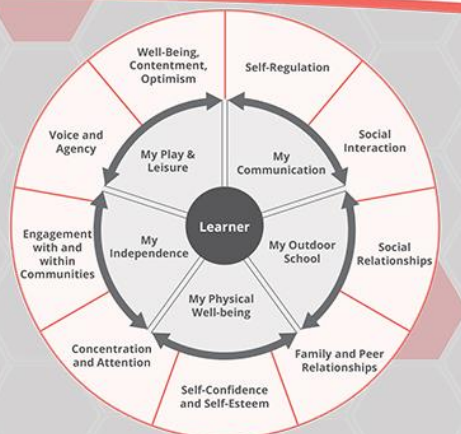 Well-Being,
Contentment,
Optimism
Self-Regulation
Social
Interaction
Social
Relationships
Family and Peer
Relationships
Self-Confidence
and Self-Esteem
Concentration
and Attention
Engagement
with and
within
Communities
Voice and
Agency
My Play &
Leisure
My
Communication
My Outdoor
School
My Physical
Well-being
My
Independence
Learner